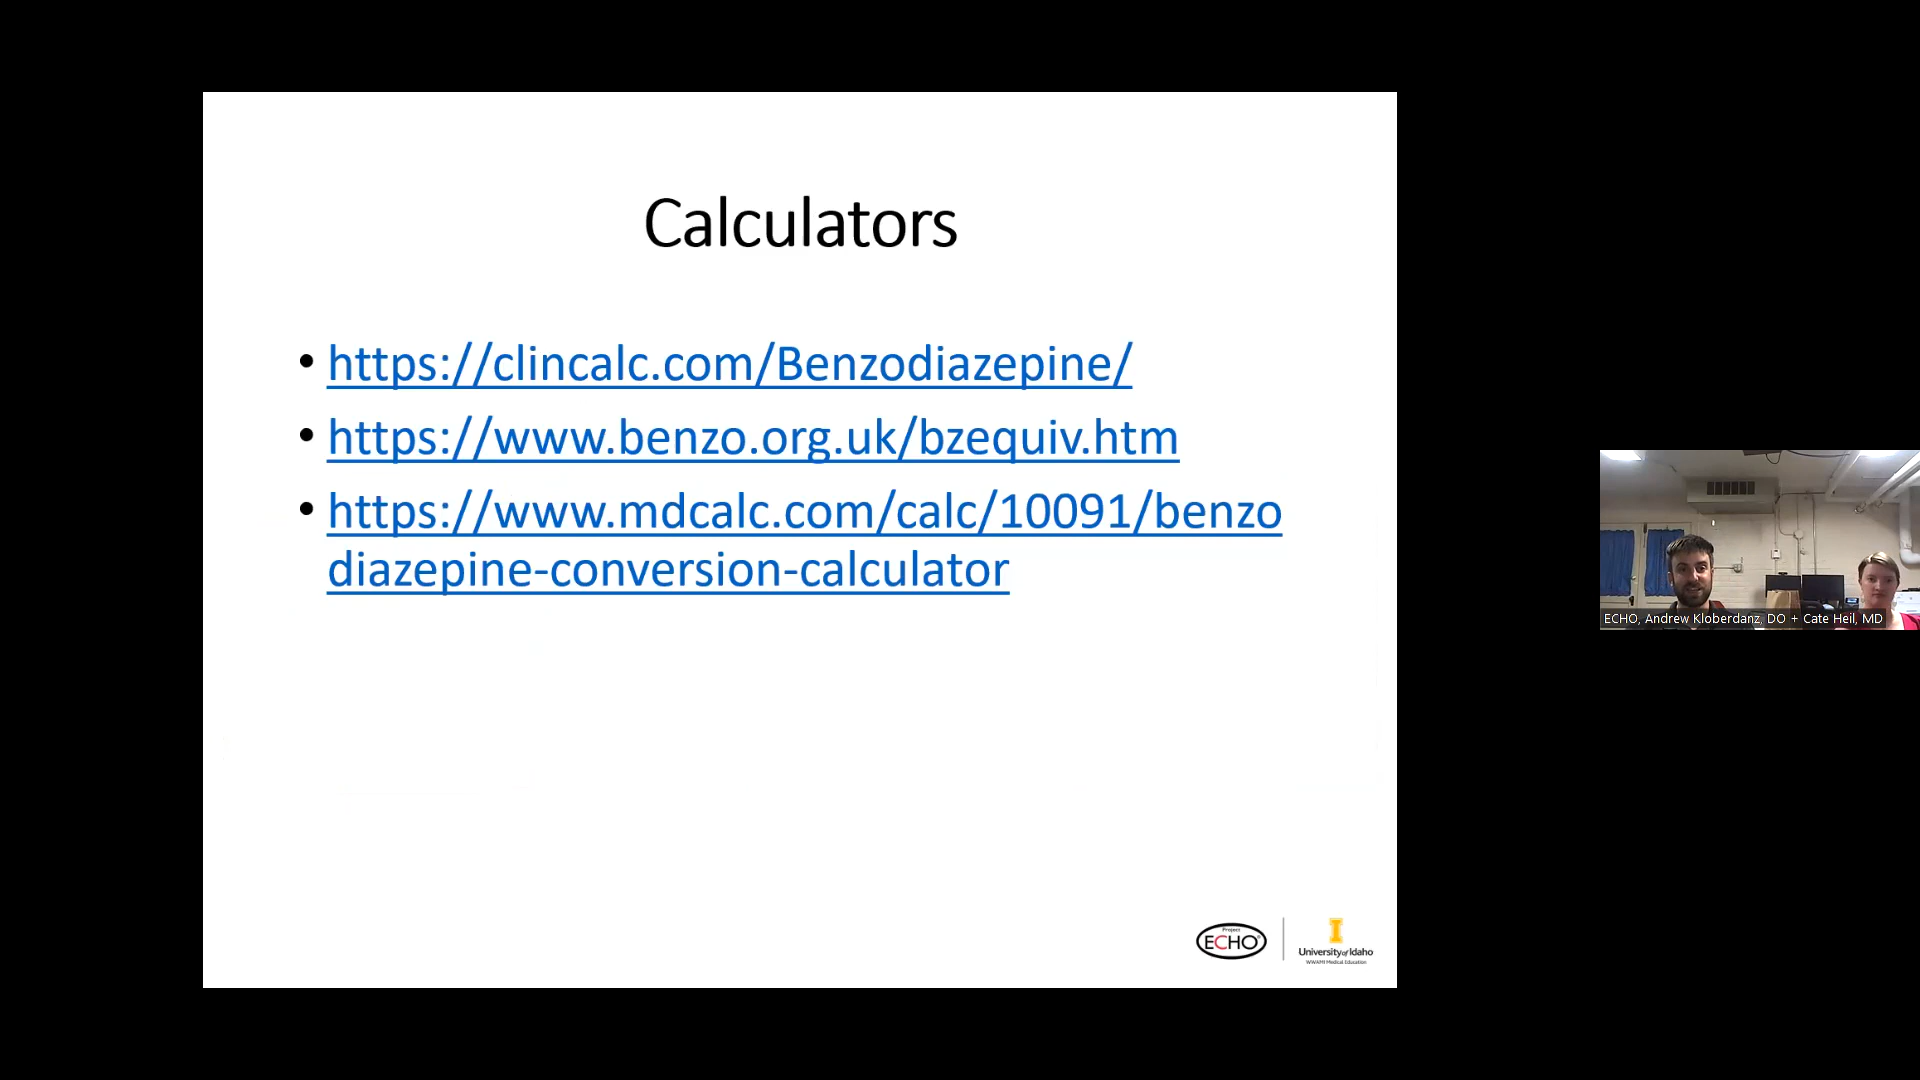 Calculators
• https://clincalc.com/Benzodiazepine/
• https://www.benzo.org.uk/bzequiv.htm
• https://www.mdcalc.com/calc/10091/benzo
diazepine-conversion-calculator
ECHO, Andrew Kloberdanz, DO + Cate Heil, MD
Project
ECHO
I
University of Idaho
WWAMI Medical Education